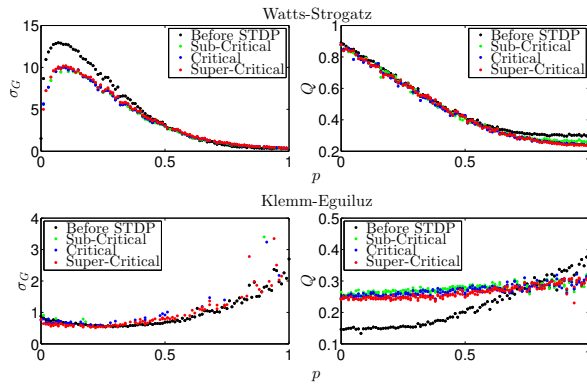 Watts-Strogatz
σG
15
10
5
0
0
0.5
1
p
Before STDP
Sub-Critical
Critical
Super-Critical
Q
1
0.8
0.6
0.4
0.2
0
0.5
p
Before STDP
Sub-Critical
Critical
Super-Critical
Klemm-Eguiluz
σG
4
3
2
1
0
0
0.5
1
p
Before STDP
Sub-Critical
Critical
Super-Critical
Q
0.5
0.4
0.3
0.2
0.1
0
0.5
p
Before STDP
Sub-Critical
Critical
Super-Critical